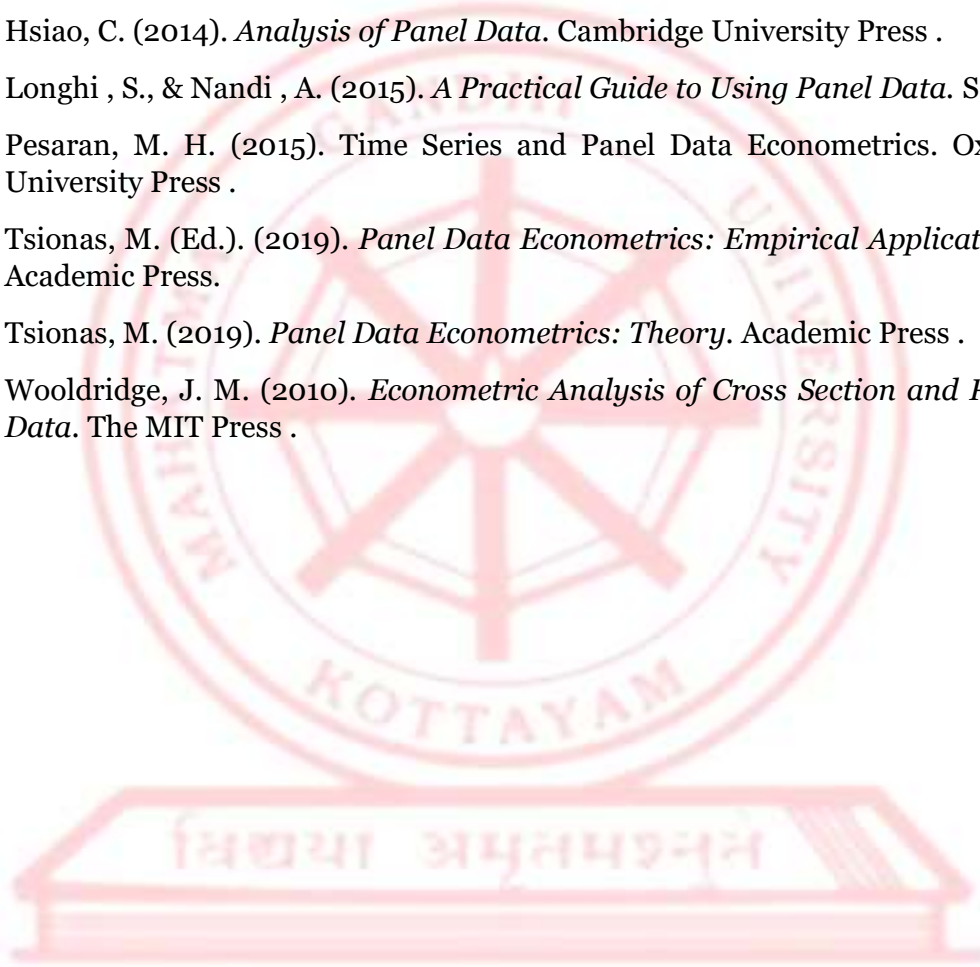 Hsiao, C. (2014). Analysis of Panel Data. Cambridge University Press .
Longhi , S., & Nandi , A. (2015). A Practical Guide to Using Panel Data. S
Pesaran, M. H. (2015). Time Series and Panel Data Econometrics. Ox
University Press .
Tsionas, M. (Ed.). (2019). Panel Data Econometrics: Empirical Applicat
Academic Press.
Tsionas, M. (2019). Panel Data Econometrics: Theory. Academic Press .
Wooldridge, J. M. (2010). Econometric Analysis of Cross Section and P
Data. The MIT Press .
MAHATMA GANDHI UNIVERSITY
KOTTAYAM
विद्यया अमृतमश्नुते